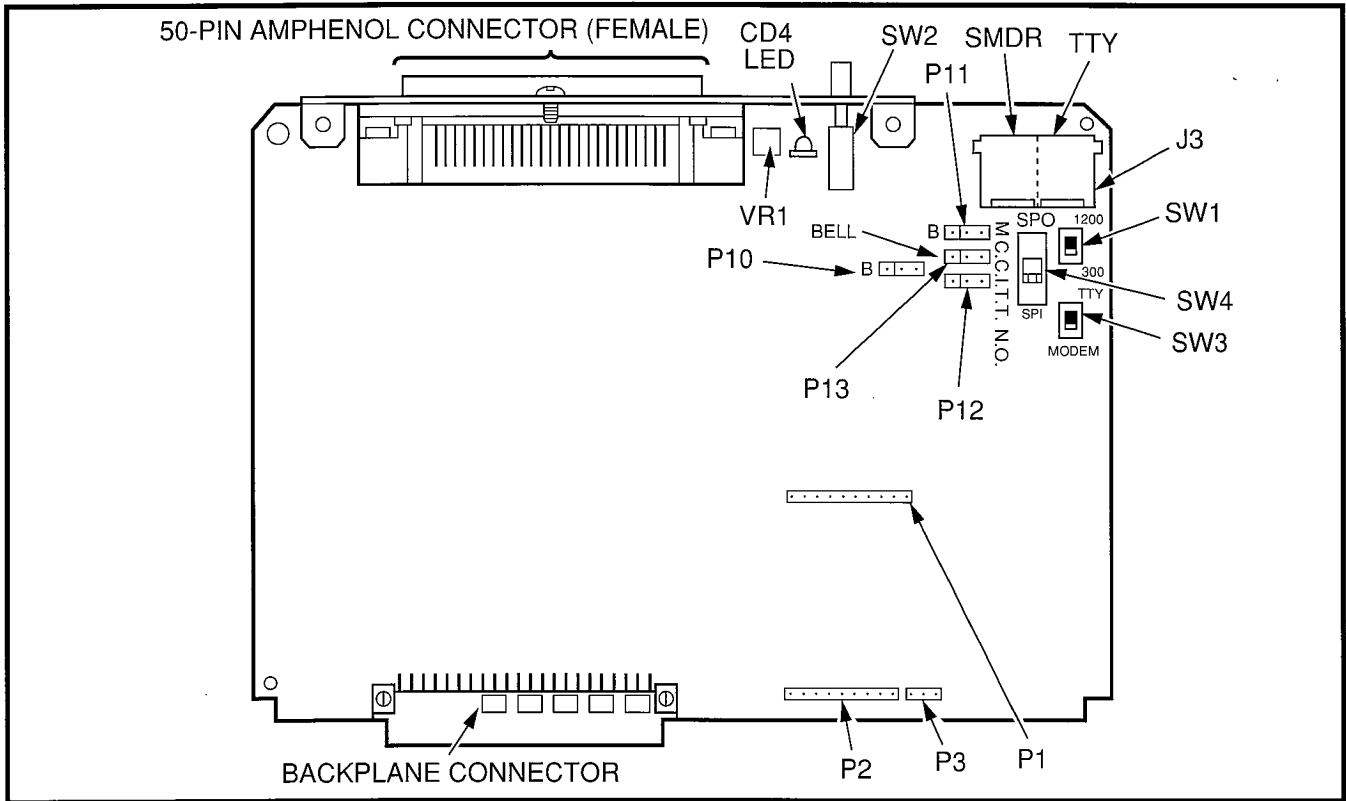 50-PIN AMPHENOL CONNECTOR (FEMALE)
CD4
LED
SW2
SMDR
TTY
P11
J3
VR1
SPO
1200
SW1
B
M.C.C.I.T.T. N.O.
BELL
P10
B
300
TTY
SW4
SPI
SW3
MODEM
P13
P12
BACKPLANE CONNECTOR
P2
P3
P1